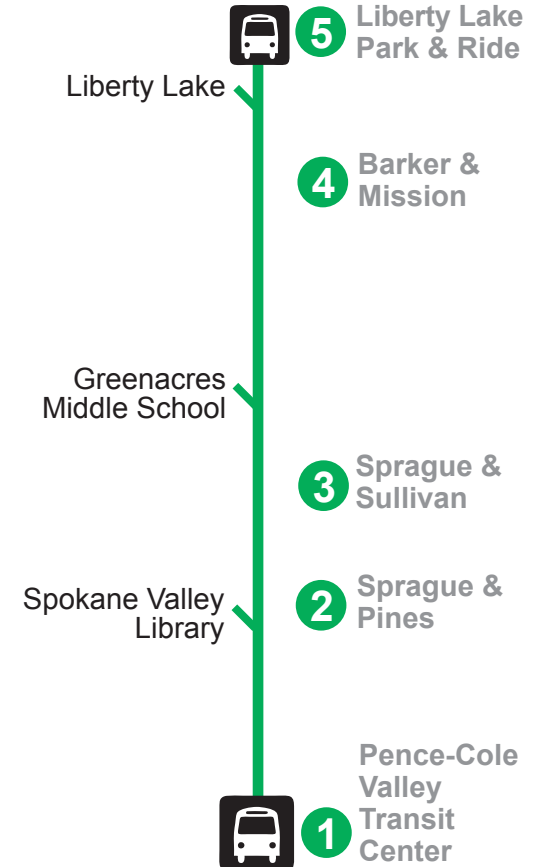 5
Liberty Lake
Park & Ride
Liberty Lake
4
Barker &
Mission
Greenacres
Middle School
3
Sprague &
Sullivan
2
Sprague &
Pines
Spokane Valley
Library
1
Pence-Cole
Valley
Transit
Center